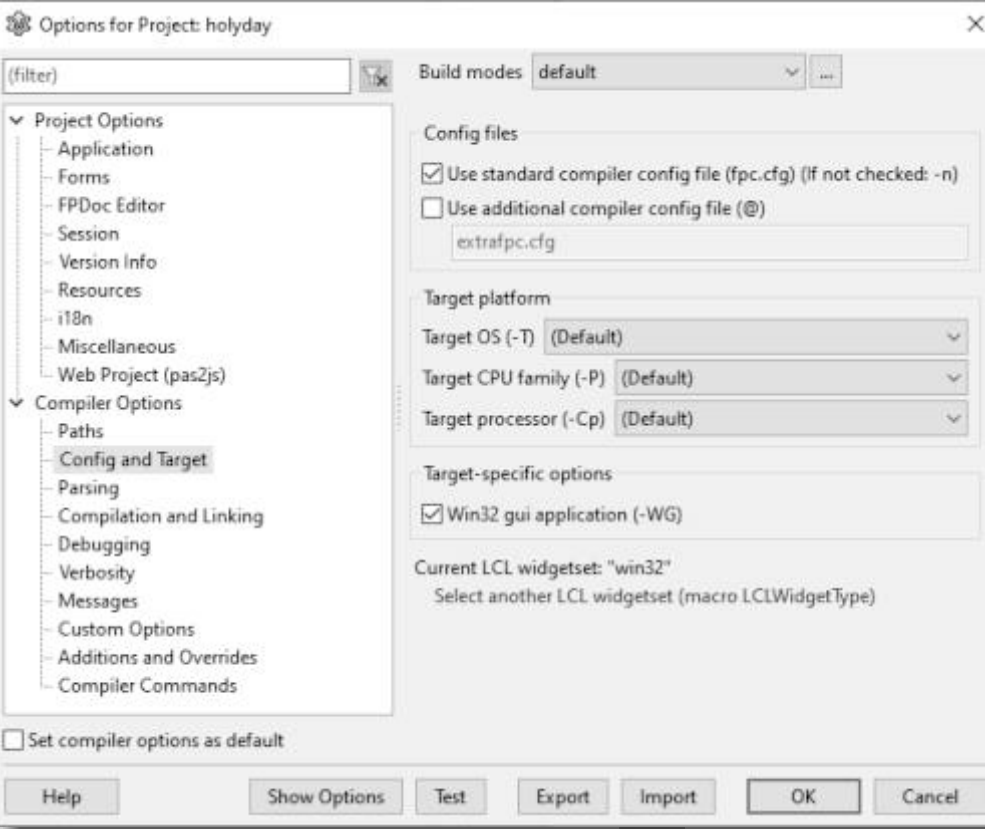 Options for Project: holyday
(filter)
Build modes default ...
Project Options
Application
Forms
FPDoc Editor
Session
Version Info
Resources
i18n
Miscellaneous
Web Project (pas2js)
Compiler Options
Paths
Config and Target
Parsing
Compilation and Linking
Debugging
Verbosity
Messages
Custom Options
Additions and Overrides
Compiler Commands
Config files
Use standard compiler config file (fpc.cfg) (If not checked: -n)
Use additional compiler config file (@)
extrafpc.cfg
Target platform
Target OS (-T) (Default)
Target CPU family (-P) (Default)
Target processor (-Cp) (Default)
Target-specific options
Win32 gui application (-WG)
Current LCL widgetset: "win32"
Select another LCL widgetset (macro LCLWidgetType)
Set compiler options as default
Help Show Options Test Export Import OK Cancel